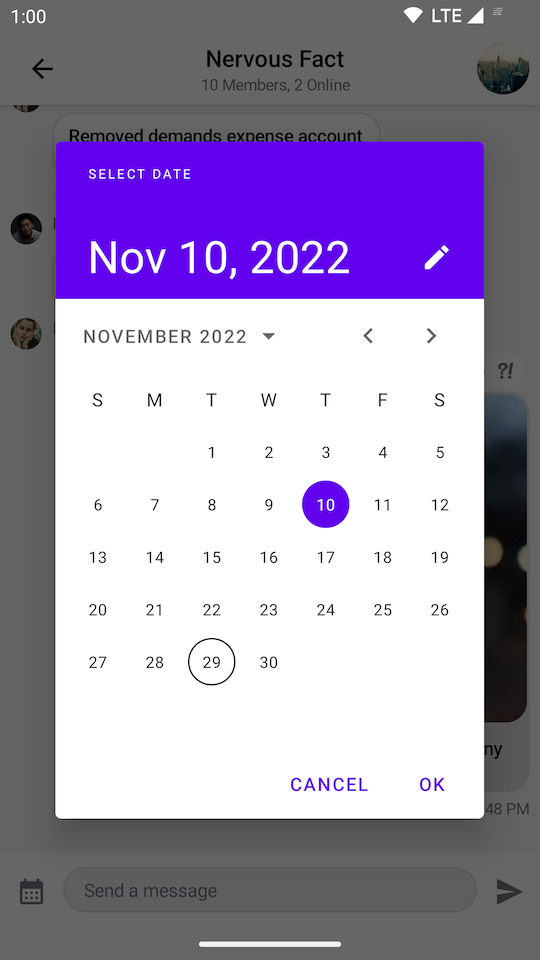 1:00
LTE
Nervous Fact
10 Members, 2 Online
Removed demands expense account
SELECT DATE
Nov 10, 2022
NOVEMBER 2022
?!
S M T W T F S
1 2 3 4 5
6 7 8 9 10 11 12
13 14 15 16 17 18 19
20 21 22 23 24 25 26
27 28 29 30
ny
CANCEL OK
48 PM
Send a message